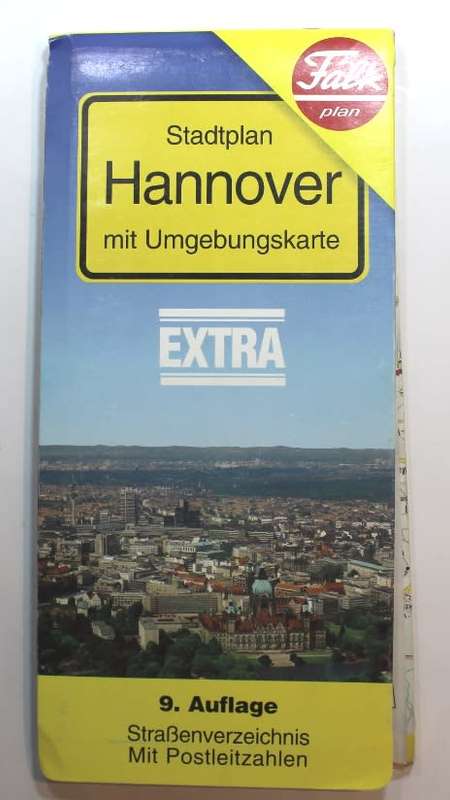 Falk
plan
Stadtplan
Hannover
mit Umgebungskarte
EXTRA
9. Auflage
Straßenverzeichnis
Mit Postleitzahlen